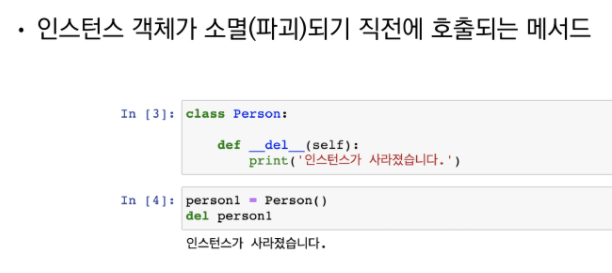 • 인스턴스 객체가 소멸(파괴)되기 직전에 호출되는 메서드
In [3]: class Person:
def __del__(self):
print('인스턴스가 사라졌습니다.')
In [4]: person1 = Person()
del person1
인스턴스가 사라졌습니다.